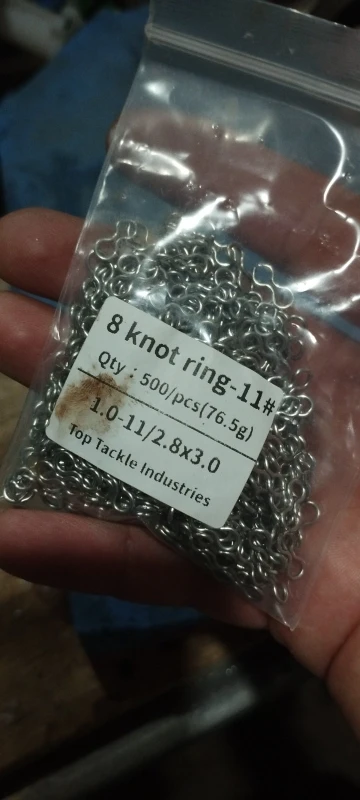 8 knot ring-11#
Qty : 500/pcs(76.5g)
1.0-11/2.8x3.0
Top Tackle Industries